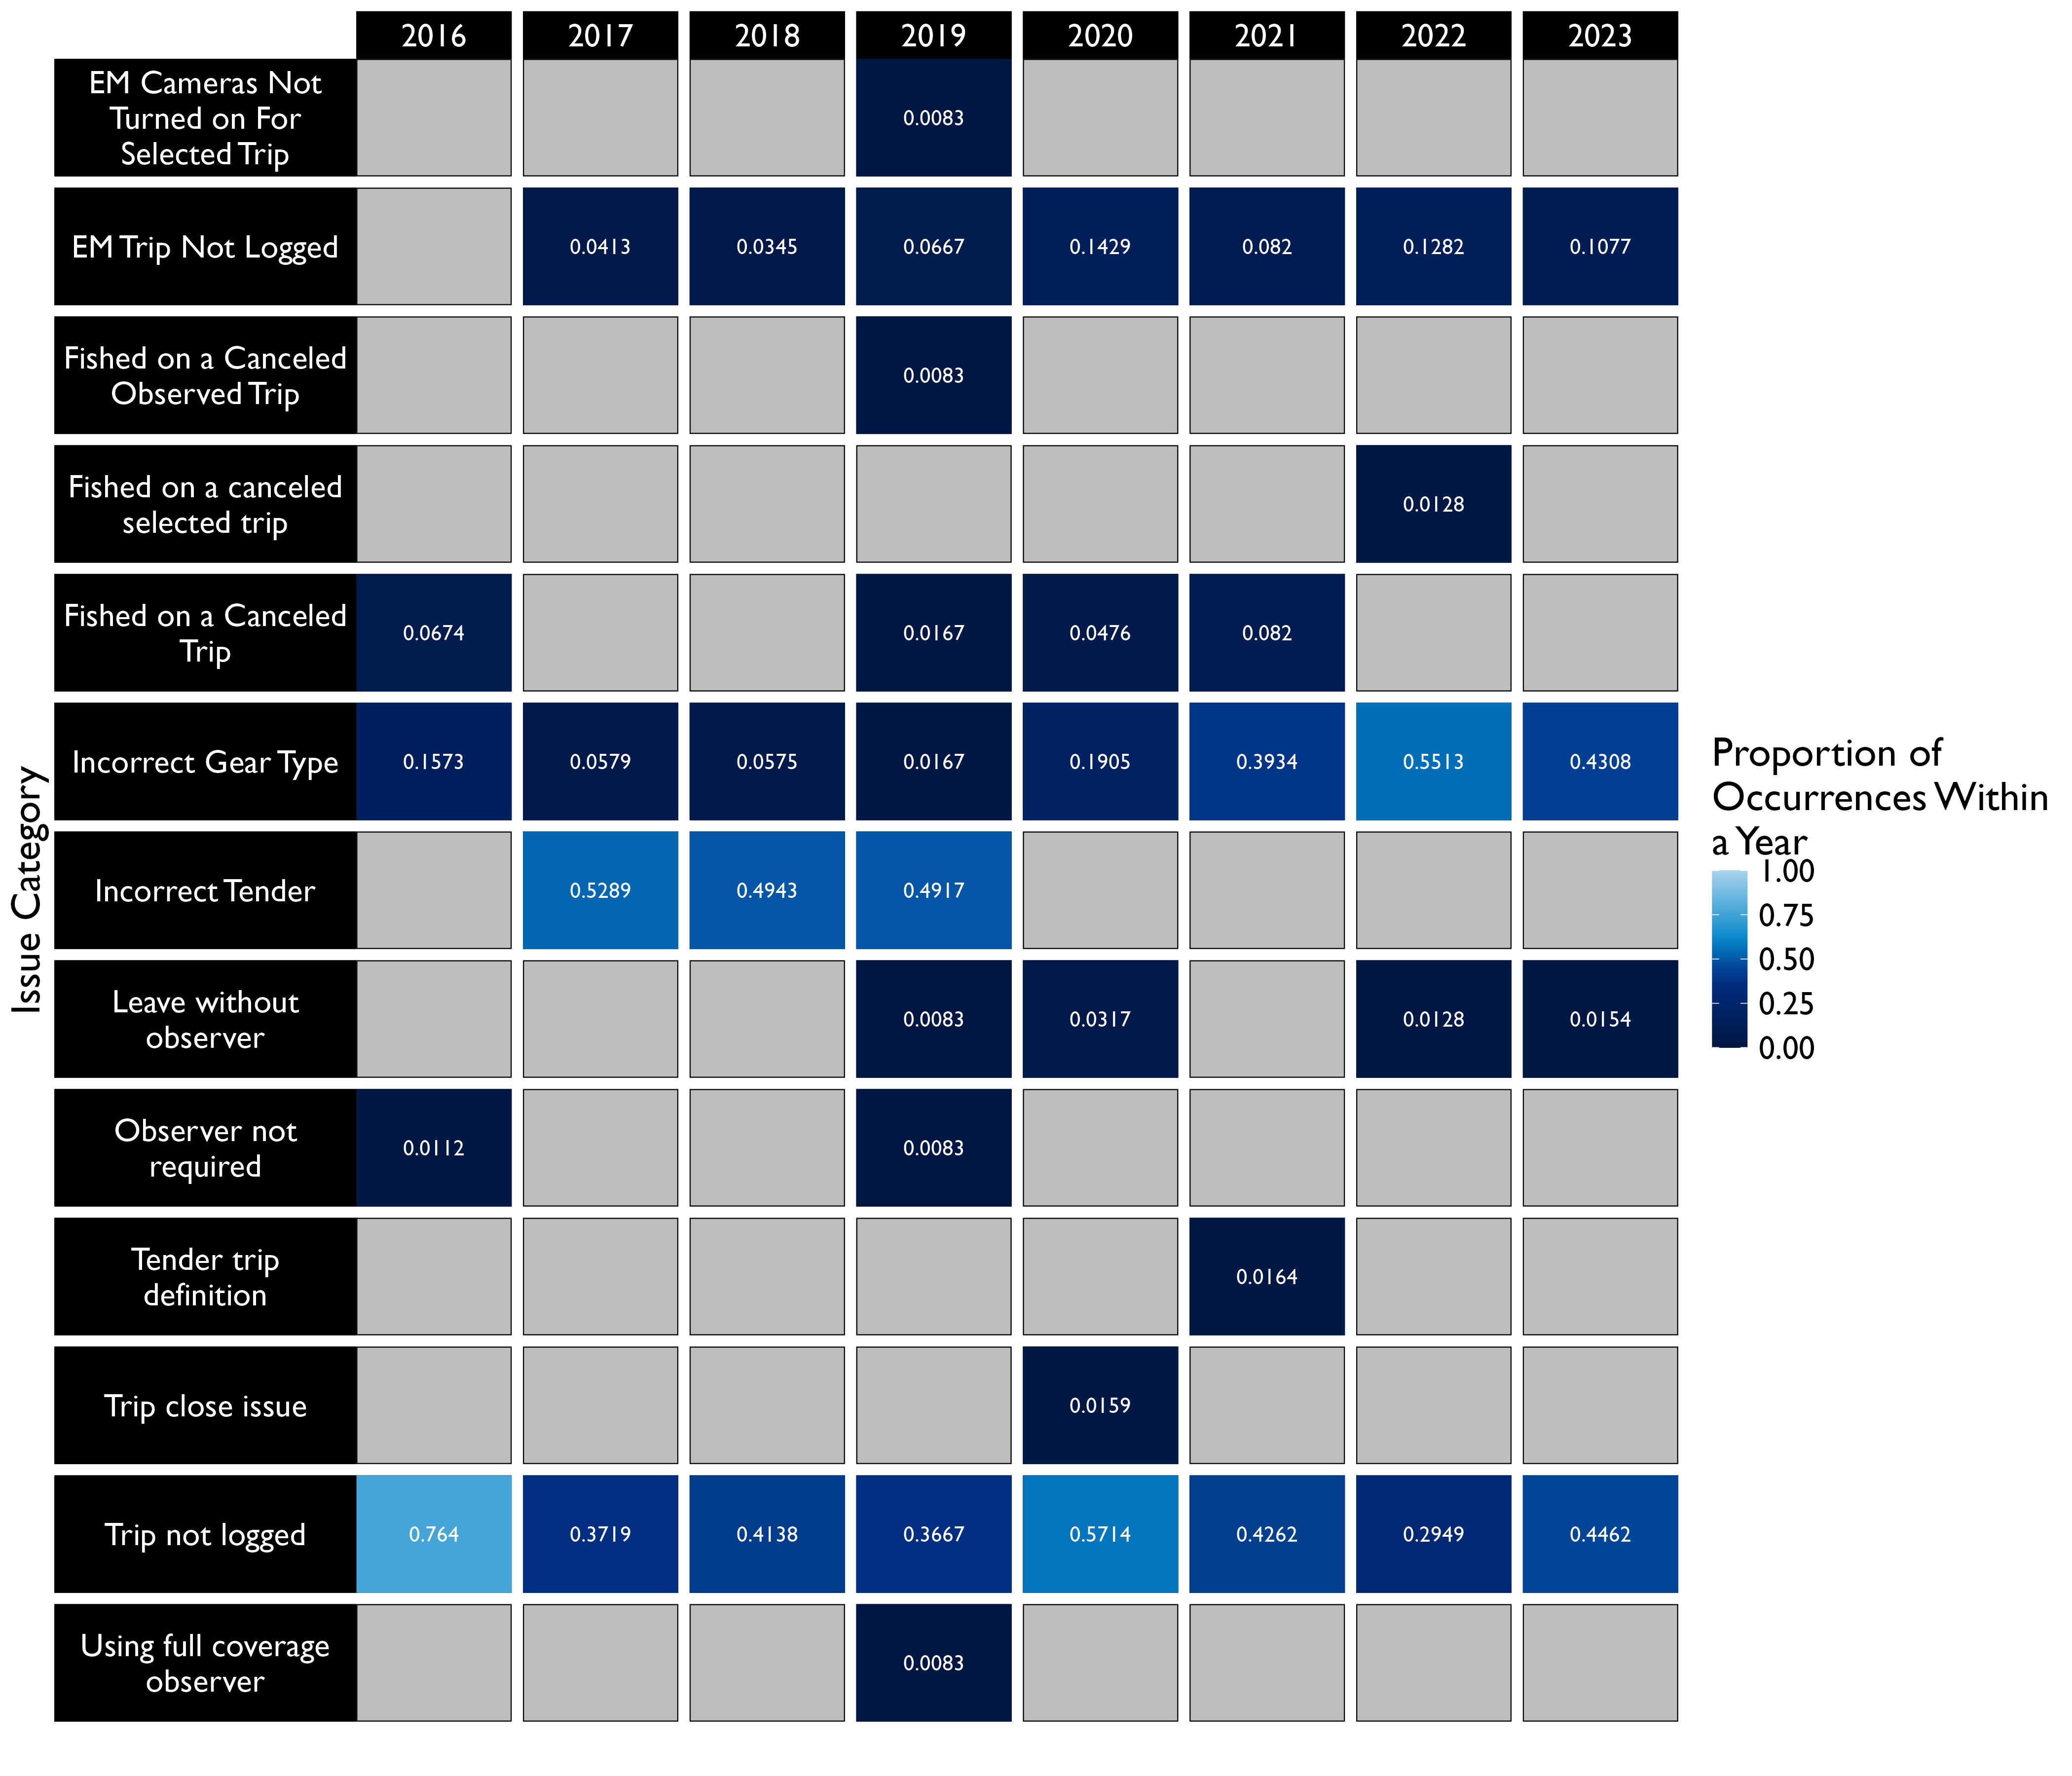 2016 2017 2018 2019 2020 2021 2022 2023
EM Cameras Not
Turned on For
Selected Trip
0.0083
EM Trip Not Logged
0.0413 0.0345 0.0667 0.1429 0.082 0.1282 0.1077
Fished on a Canceled
Observed Trip
0.0083
Fished on a canceled
selected trip
0.0128
Fished on a Canceled
Trip
0.0674 0.0167 0.0476 0.082
Incorrect Gear Type
0.1573 0.0579 0.0575 0.0167 0.1905 0.3934 0.5513 0.4308
Incorrect Tender
0.5289 0.4943 0.4917
Leave without
observer
0.0083 0.0317 0.0128 0.0154
Observer not
required
0.0112 0.0083
Tender trip
definition
0.0164
Trip close issue
0.0159
Trip not logged
0.764 0.3719 0.4138 0.3667 0.5714 0.4262 0.2949 0.4462
Using full coverage
observer
0.0083
Issue Category
Proportion of
Occurrences Within
a Year
1.00
0.75
0.50
0.25
0.00